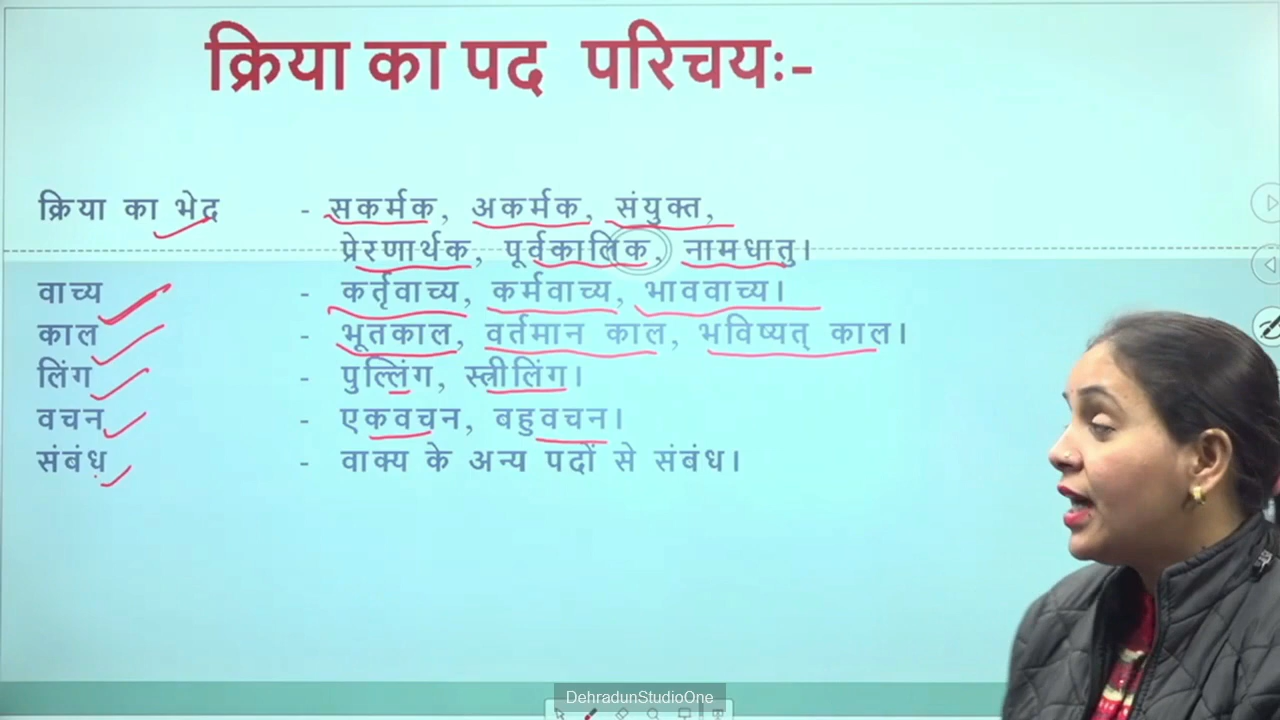 क्रिया का पद परिचयः-
क्रिया का भेद - सकर्मक, अकर्मक, संयुक्त,
प्रेरणार्थक, पूर्वकालिक, नामधातु।
वाच्य - कर्तृवाच्य, कर्मवाच्य, भाववाच्य।
काल - भूतकाल, वर्तमान काल, भविष्यत् काल।
लिंग - पुल्लिंग, स्त्रीलिंग।
वचन - एकवचन, बहुवचन।
संबंध - वाक्य के अन्य पदों से संबंध।
DehradunStudioOne